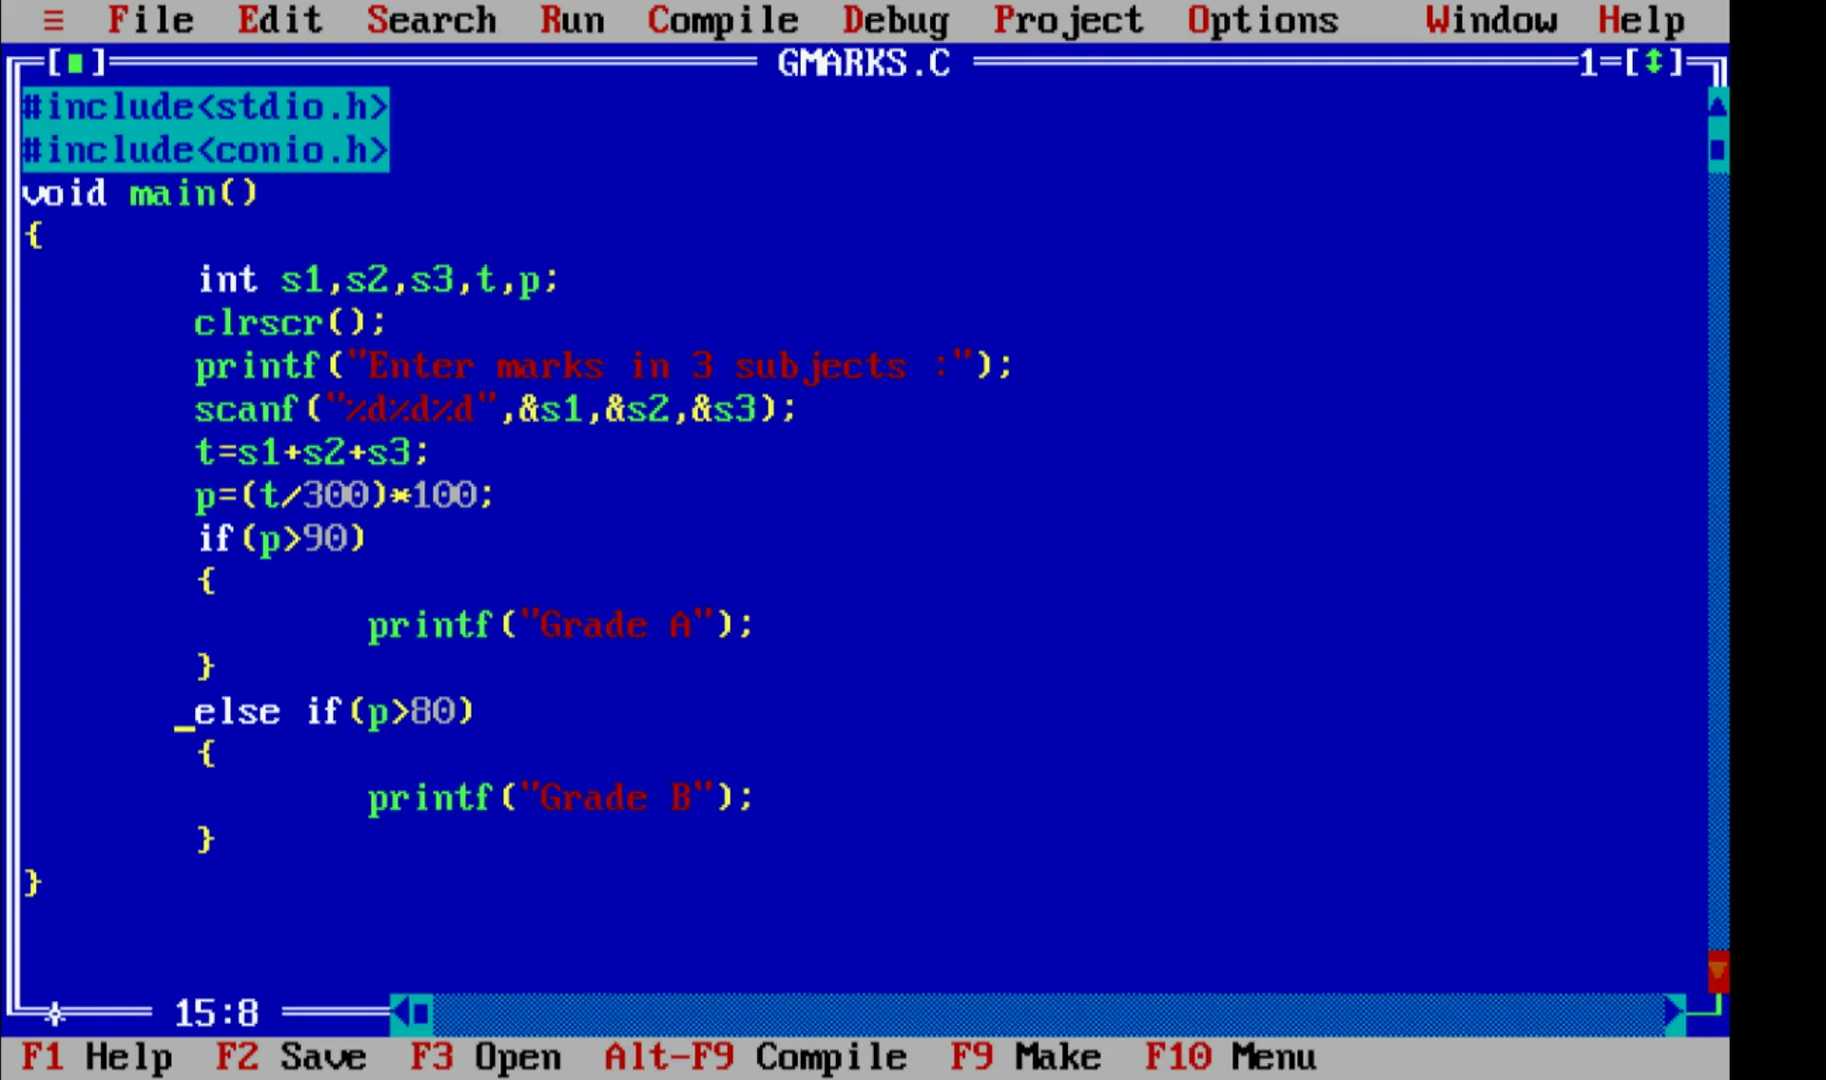 ≡ File Edit Search Run Compile Debug Project Options Window Help
[■] GMARKS.C 1=[↕]
#include<stdio.h>
#include<conio.h>
void main()
{
int s1,s2,s3,t,p;
clrscr();
printf("Enter marks in 3 subjects :");
scanf("%d%d%d",&s1,&s2,&s3);
t=s1+s2+s3;
p=(t/300)*100;
if(p>90)
{
printf("Grade A");
}
else if(p>80)
{
printf("Grade B");
}
}
15:8
F1 Help F2 Save F3 Open Alt-F9 Compile F9 Make F10 Menu